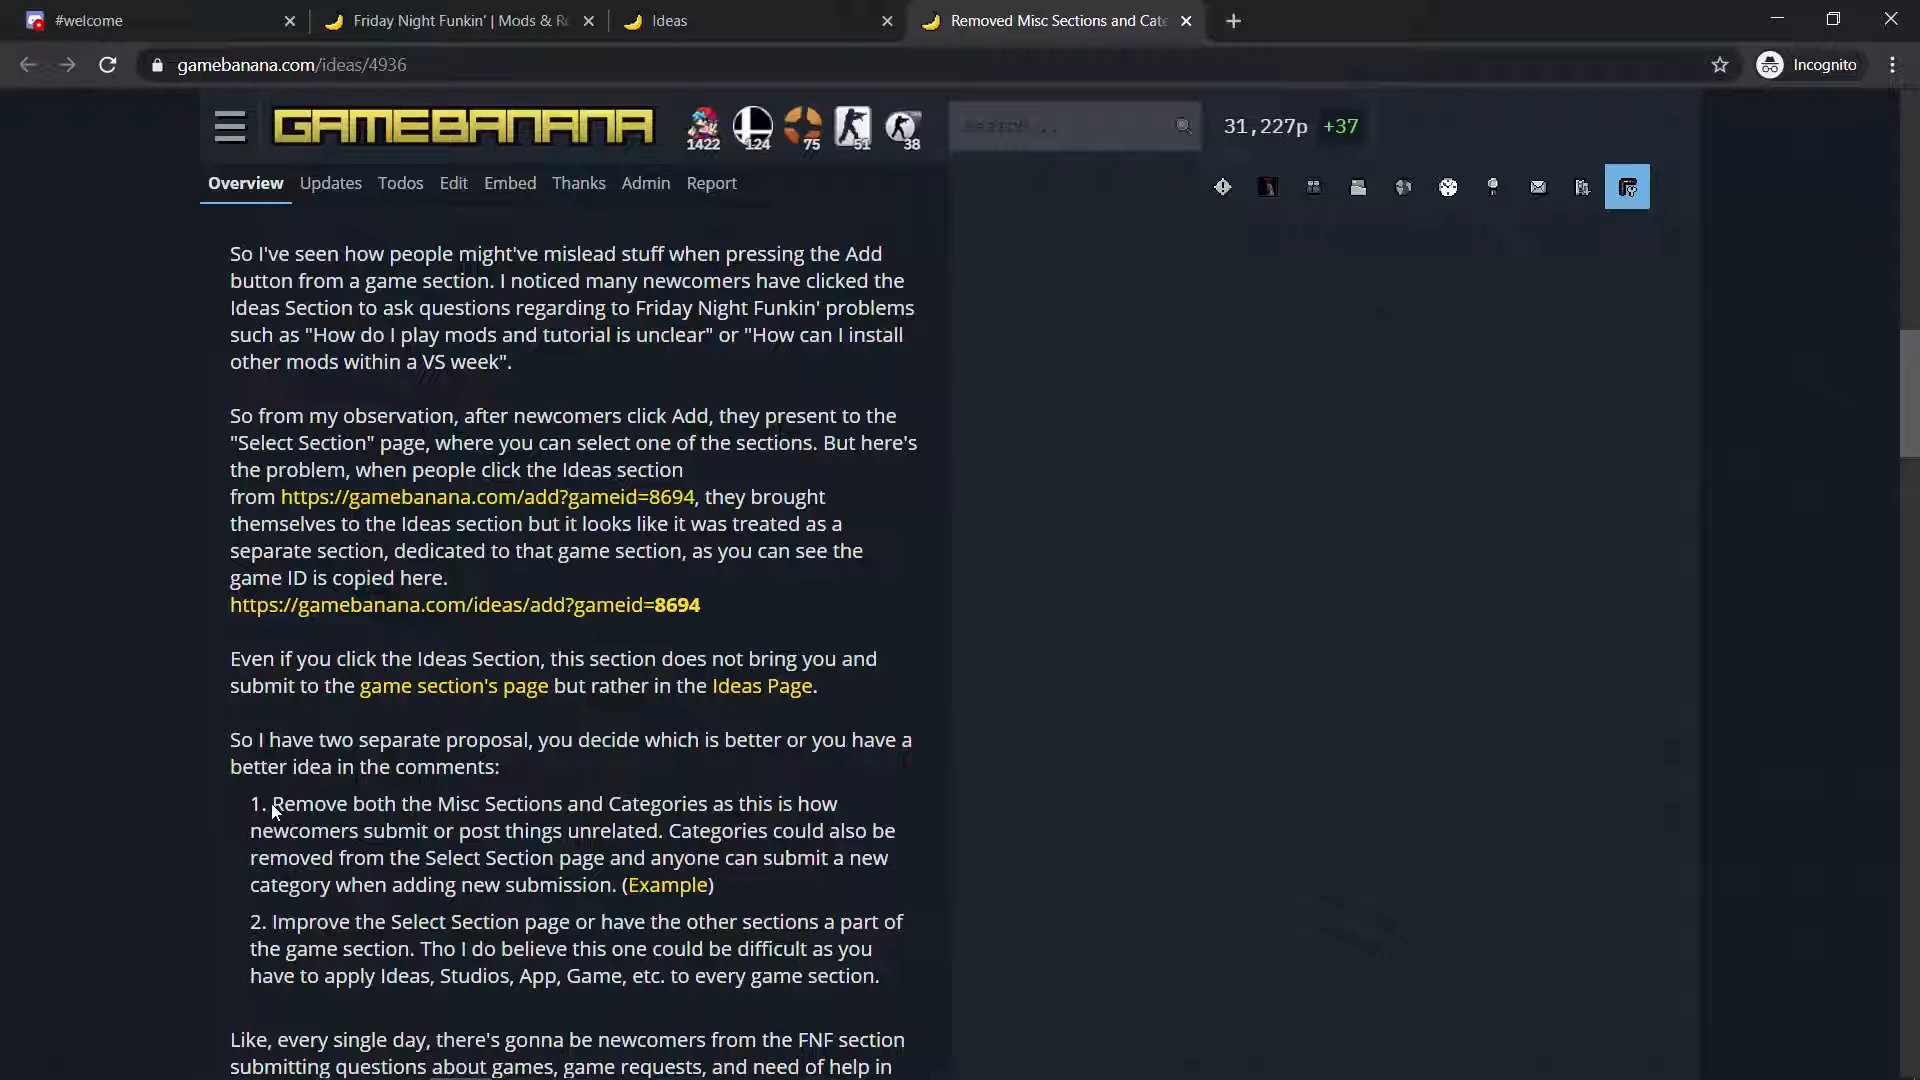 #welcome
Friday Night Funkin' | Mods & Re
Ideas
Removed Misc Sections and Cate
gamebanana.com/ideas/4936
Incognito
GAMEBANANA
1422
124
75
51
38
31,227p +37
Overview Updates Todos Edit Embed Thanks Admin Report
So I've seen how people might've mislead stuff when pressing the Add
button from a game section. I noticed many newcomers have clicked the
Ideas Section to ask questions regarding to Friday Night Funkin' problems
such as "How do I play mods and tutorial is unclear" or "How can I install
other mods within a VS week".
So from my observation, after newcomers click Add, they present to the
"Select Section" page, where you can select one of the sections. But here's
the problem, when people click the Ideas section
from https://gamebanana.com/add?gameid=8694, they brought
themselves to the Ideas section but it looks like it was treated as a
separate section, dedicated to that game section, as you can see the
game ID is copied here.
https://gamebanana.com/ideas/add?gameid=8694
Even if you click the Ideas Section, this section does not bring you and
submit to the game section's page but rather in the Ideas Page.
So I have two separate proposal, you decide which is better or you have a
better idea in the comments:
1. Remove both the Misc Sections and Categories as this is how
newcomers submit or post things unrelated. Categories could also be
removed from the Select Section page and anyone can submit a new
category when adding new submission. (Example)
2. Improve the Select Section page or have the other sections a part of
the game section. Tho I do believe this one could be difficult as you
have to apply Ideas, Studios, App, Game, etc. to every game section.
Like, every single day, there's gonna be newcomers from the FNF section
submitting questions about games, game requests, and need of help in